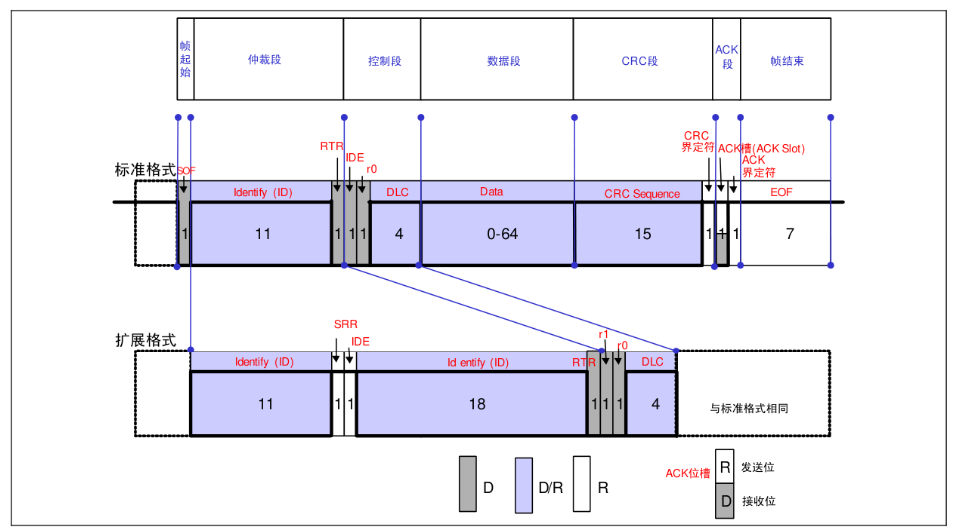 帧起始
仲裁段
控制段
数据段
CRC段
ACK段
帧结束
标准格式
SOF
RTR
IDE
r0
CRC
界定符
ACK槽(ACK Slot)
ACK
界定符
Identify (ID)
DLC
Data
CRC Sequence
EOF
1
11
1
1
1
4
0-64
15
1
1
1
7
扩展格式
SRR
IDE
r1
r0
Identify (ID)
Id entify (ID)
RTR
DLC
11
1
1
18
1
1
1
4
与标准格式相同
D
D/R
R
ACK位槽
R
发送位
D
接收位